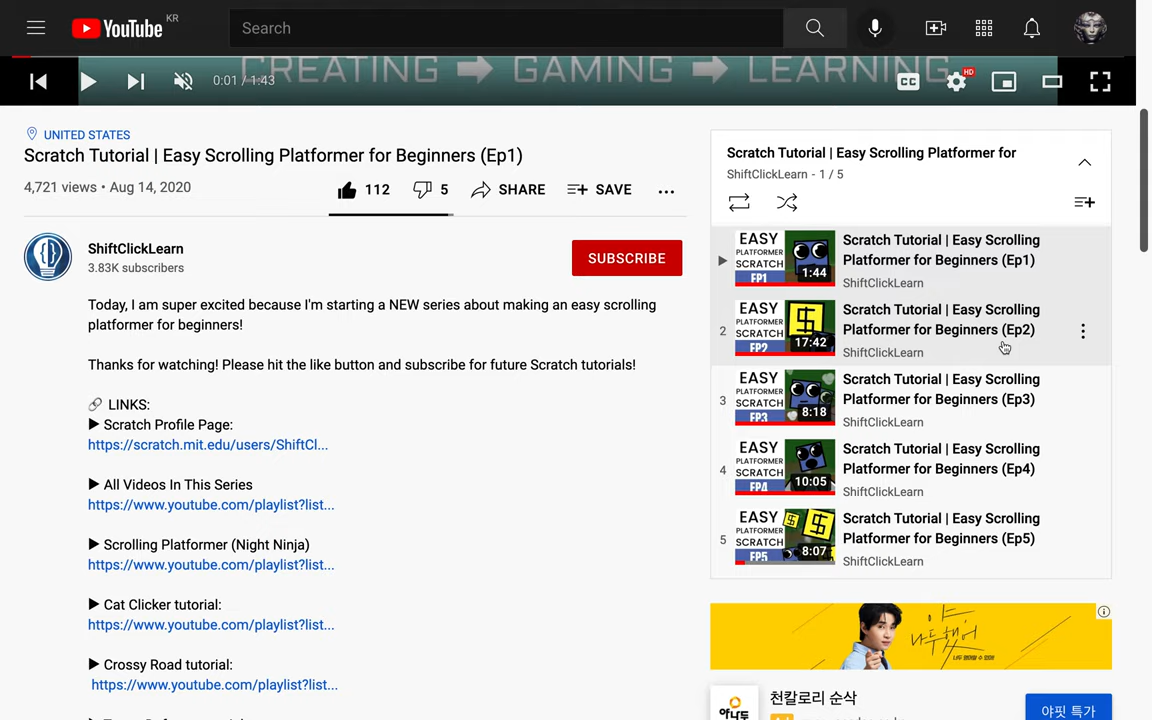 YouTube KR
Search
CREATING GAMING LEARNING
0:01 / 1:43
CC
HD
UNITED STATES
Scratch Tutorial | Easy Scrolling Platformer for Beginners (Ep1)
4,721 views • Aug 14, 2020
112
5
SHARE
SAVE
ShiftClickLearn
3.83K subscribers
SUBSCRIBE
Today, I am super excited because I'm starting a NEW series about making an easy scrolling
platformer for beginners!
Thanks for watching! Please hit the like button and subscribe for future Scratch tutorials!
🔗 LINKS:
▶ Scratch Profile Page:
https://scratch.mit.edu/users/ShiftCl...
▶ All Videos In This Series
https://www.youtube.com/playlist?list...
▶ Scrolling Platformer (Night Ninja)
https://www.youtube.com/playlist?list...
▶ Cat Clicker tutorial:
https://www.youtube.com/playlist?list...
▶ Crossy Road tutorial:
https://www.youtube.com/playlist?list...
Scratch Tutorial | Easy Scrolling Platformer for
ShiftClickLearn - 1 / 5
EASY
PLATFORMER
SCRATCH
EP1
1:44
Scratch Tutorial | Easy Scrolling
Platformer for Beginners (Ep1)
ShiftClickLearn
2
EASY
PLATFORMER
SCRATCH
EP2
17:42
Scratch Tutorial | Easy Scrolling
Platformer for Beginners (Ep2)
ShiftClickLearn
3
EASY
PLATFORMER
SCRATCH
EP3
8:18
Scratch Tutorial | Easy Scrolling
Platformer for Beginners (Ep3)
ShiftClickLearn
4
EASY
PLATFORMER
SCRATCH
EP4
10:05
Scratch Tutorial | Easy Scrolling
Platformer for Beginners (Ep4)
ShiftClickLearn
5
EASY
PLATFORMER
SCRATCH
EP5
8:07
Scratch Tutorial | Easy Scrolling
Platformer for Beginners (Ep5)
ShiftClickLearn
야,
나두했어
천칼로리 순삭
야나두
Ad
야핏 특가